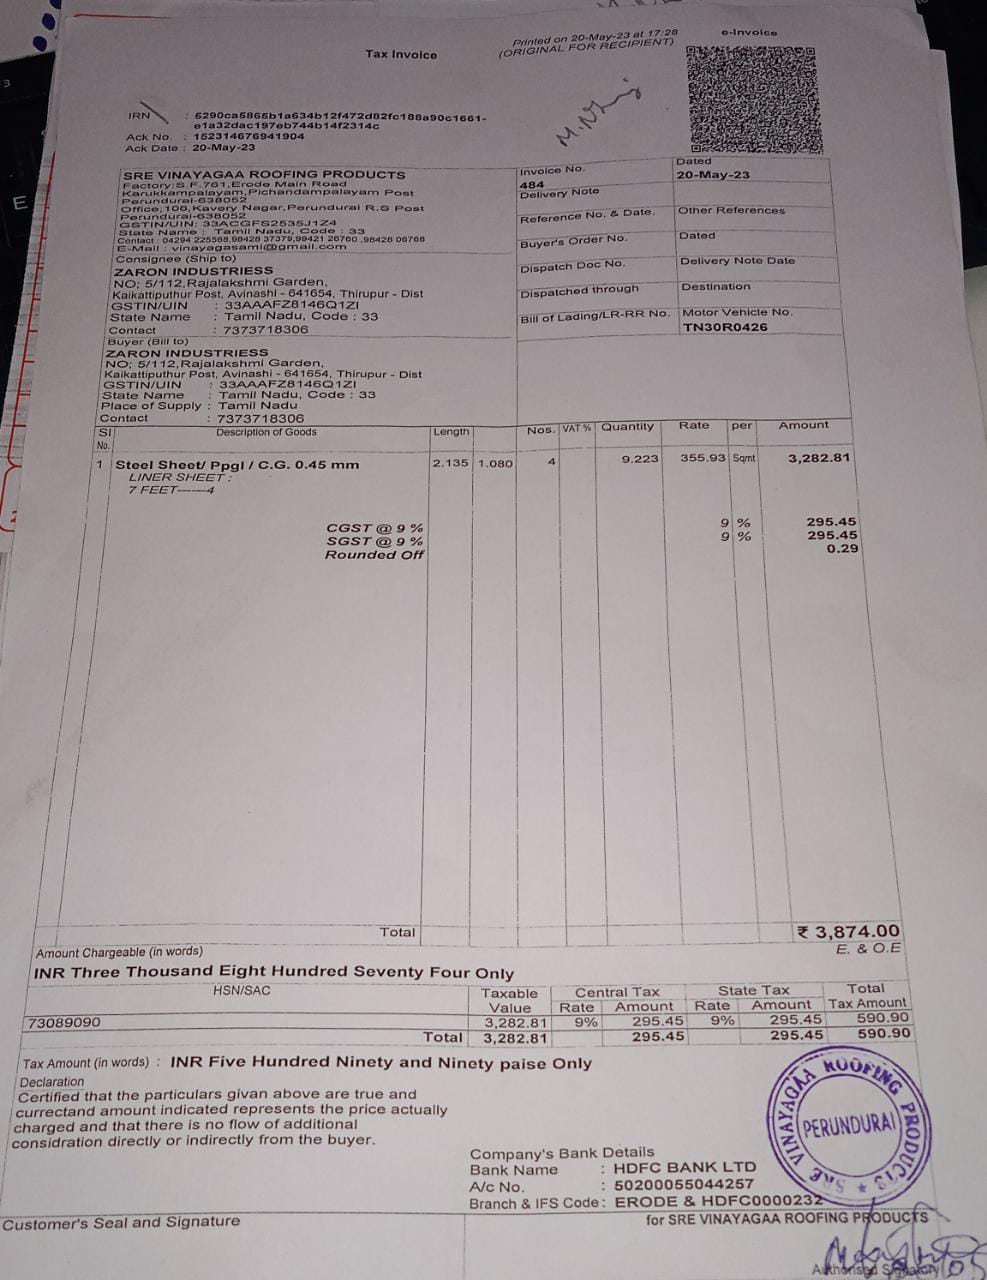 Tax Invoice
Printed on 20-May-23 at 17:28
(ORIGINAL FOR RECIPIENT)
e-Invoice
IRN : 5290ca5865b1a634b12f472d82fc188a90c1661-
e1a32dac197eb744b14f2314c
Ack No. : 152314676941904
Ack Date : 20-May-23
SRE VINAYAGAA ROOFING PRODUCTS
Factory:S.F.761,Erode Main Road
Karukkampalayam,Pichandampalayam Post
Perundurai-638052
Office;106,Kavery Nagar,Perundurai R.S Post
Perundurai-638052
GSTIN/UIN: 33ACGFS2535J1Z4
State Name : Tamil Nadu, Code : 33
Contact : 04294 225568,98428 37379,99421 26760 ,98428 06768
E-Mail : vinayagasami@gmail.com
Invoice No.
484
Dated
20-May-23
Delivery Note
Reference No. & Date.
Other References
Buyer's Order No.
Dated
Dispatch Doc No.
Delivery Note Date
Dispatched through
Destination
Bill of Lading/LR-RR No.
Motor Vehicle No.
TN30R0426
Consignee (Ship to)
ZARON INDUSTRIESS
NO; 5/112,Rajalakshmi Garden,
Kaikattiputhur Post, Avinashi - 641654, Thirupur - Dist
GSTIN/UIN : 33AAAFZ8146Q1ZI
State Name : Tamil Nadu, Code : 33
Contact : 7373718306
Buyer (Bill to)
ZARON INDUSTRIESS
NO; 5/112,Rajalakshmi Garden,
Kaikattiputhur Post, Avinashi - 641654, Thirupur - Dist
GSTIN/UIN : 33AAAFZ8146Q1ZI
State Name : Tamil Nadu, Code : 33
Place of Supply : Tamil Nadu
Contact : 7373718306
Sl No. Description of Goods Length Nos. VAT % Quantity Rate per Amount
1 Steel Sheet/ Ppgl / C.G. 0.45 mm 2.135 1.080 4 9.223 355.93 Sqmt 3,282.81
LINER SHEET :
7 FEET-----4
CGST @ 9 % 9 % 295.45
SGST @ 9 % 9 % 295.45
Rounded Off 0.29
Total ₹ 3,874.00
Amount Chargeable (in words) E. & O.E
INR Three Thousand Eight Hundred Seventy Four Only
HSN/SAC Taxable Value Central Tax Rate Amount State Tax Rate Amount Total Tax Amount
73089090 3,282.81 9% 295.45 9% 295.45 590.90
Total 3,282.81 295.45 295.45 590.90
Tax Amount (in words) : INR Five Hundred Ninety and Ninety paise Only
Declaration
Certified that the particulars givan above are true and
currectand amount indicated represents the price actually
charged and that there is no flow of additional
considration directly or indirectly from the buyer.
Company's Bank Details
Bank Name : HDFC BANK LTD
A/c No. : 50200055044257
Branch & IFS Code : ERODE & HDFC0000232
SRE VINAYAGAA ROOFING PRODUCTS
PERUNDURAI
Customer's Seal and Signature
for SRE VINAYAGAA ROOFING PRODUCTS
Authorised Signatory